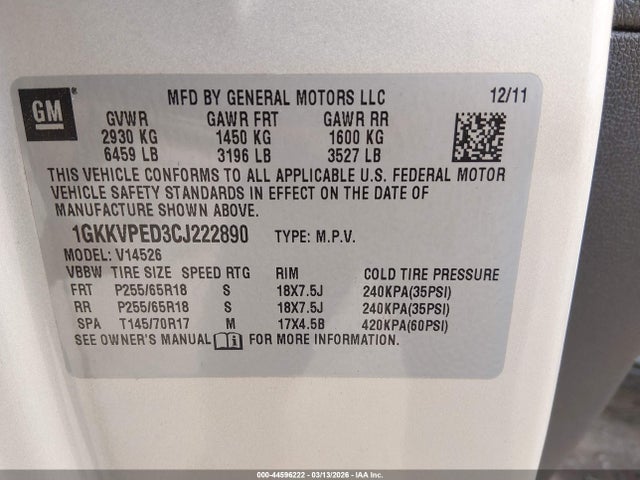 GM
®
MFD BY GENERAL MOTORS LLC 12/11
GVWR GAWR FRT GAWR RR
2930 KG 1450 KG 1600 KG
6459 LB 3196 LB 3527 LB
THIS VEHICLE CONFORMS TO ALL APPLICABLE U.S. FEDERAL MOTOR
VEHICLE SAFETY STANDARDS IN EFFECT ON THE DATE OF
MANUFACTURE SHOWN ABOVE.
1GKKVPED3CJ222890 TYPE: M.P.V.
MODEL: V14526
VBBW TIRE SIZE SPEED RTG RIM COLD TIRE PRESSURE
FRT P255/65R18 S 18X7.5J 240KPA(35PSI)
RR P255/65R18 S 18X7.5J 240KPA(35PSI)
SPA T145/70R17 M 17X4.5B 420KPA(60PSI)
SEE OWNER'S MANUAL FOR MORE INFORMATION.
000-44596222 - 03/13/2026 - IAA Inc.